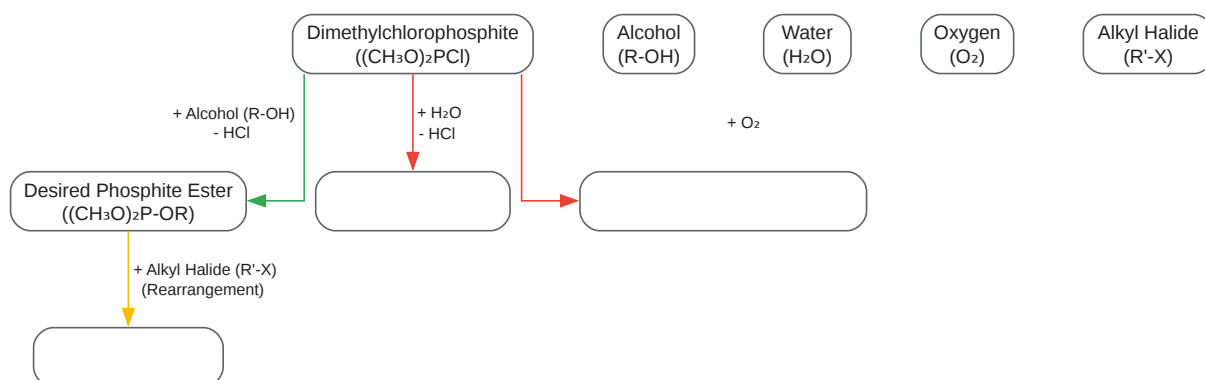 Dimethylchlorophosphite
((CH₃O)₂PCl)
Alcohol
(R-OH)
Water
(H₂O)
Oxygen
(O₂)
Alkyl Halide
(R'-X)
+ Alcohol (R-OH)
- HCl
+ H₂O
- HCl
+ O₂
Desired Phosphite Ester
((CH₃O)₂P-OR)
+ Alkyl Halide (R'-X)
(Rearrangement)